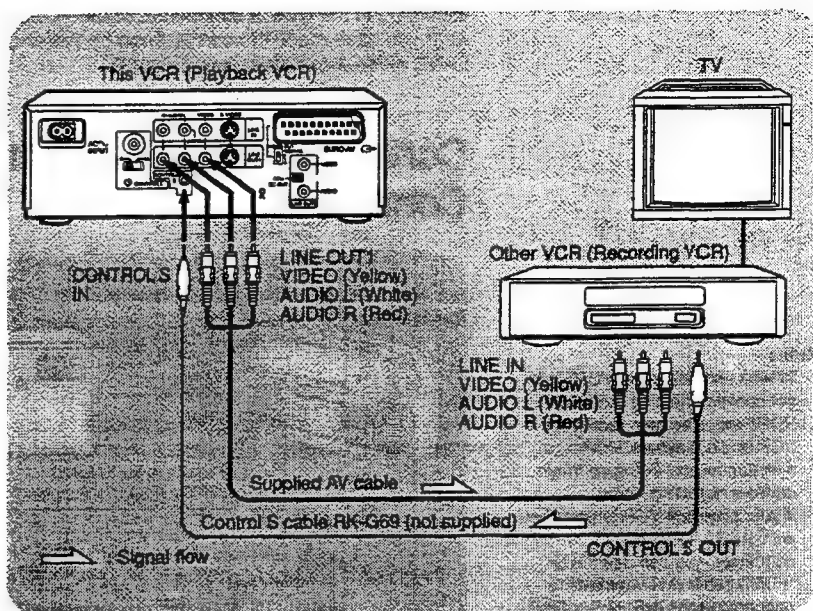 This VCR (Playback VCR)
TV
EURO-AV
CONTROL S
IN
LINE OUT1
VIDEO (Yellow)
AUDIO L (White)
AUDIO R (Red)
Other VCR (Recording VCR)
LINE IN
VIDEO (Yellow)
AUDIO L (White)
AUDIO R (Red)
Supplied AV cable
Control S cable RK-G69 (not supplied)
: Signal flow
CONTROL S OUT